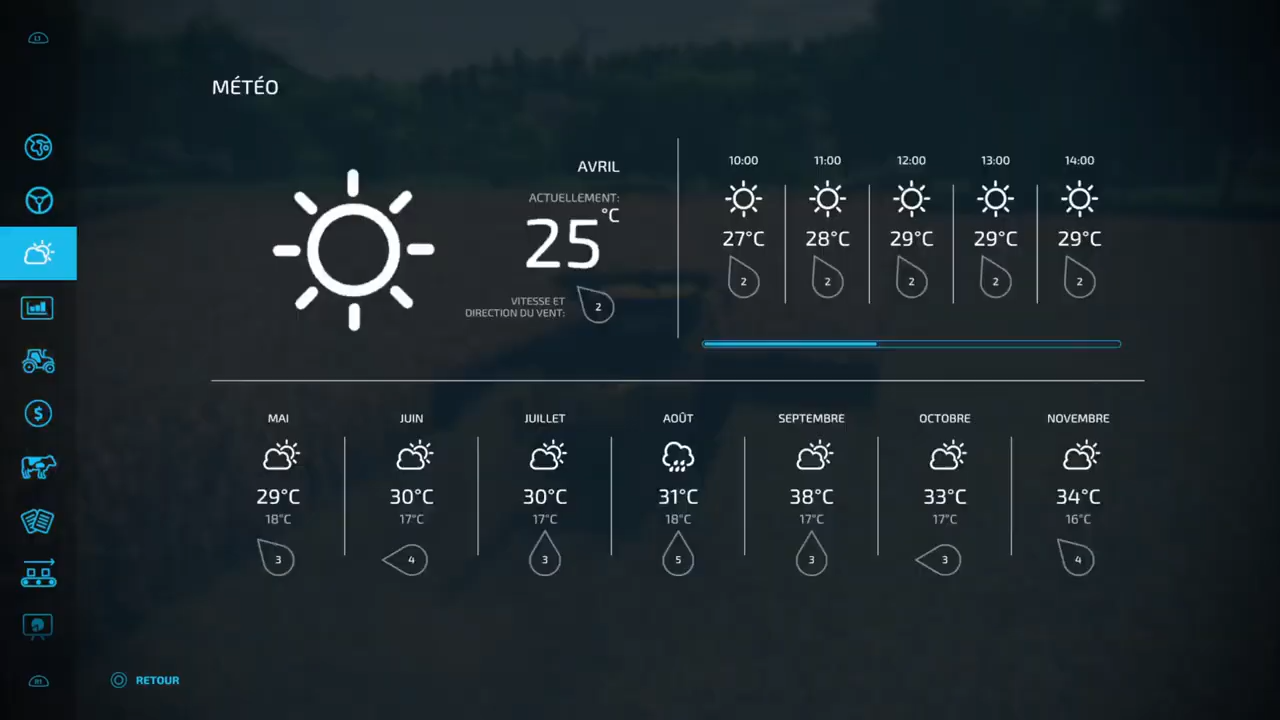 L1
MÉTÉO
AVRIL
ACTUELLEMENT:
25°C
VITESSE ET
DIRECTION DU VENT:
2
10:00 11:00 12:00 13:00 14:00
27°C 28°C 29°C 29°C 29°C
2 2 2 2 2
MAI JUIN JUILLET AOÛT SEPTEMBRE OCTOBRE NOVEMBRE
29°C 30°C 30°C 31°C 38°C 33°C 34°C
18°C 17°C 17°C 18°C 17°C 17°C 16°C
3 4 3 5 3 3 4
$
R1
RETOUR